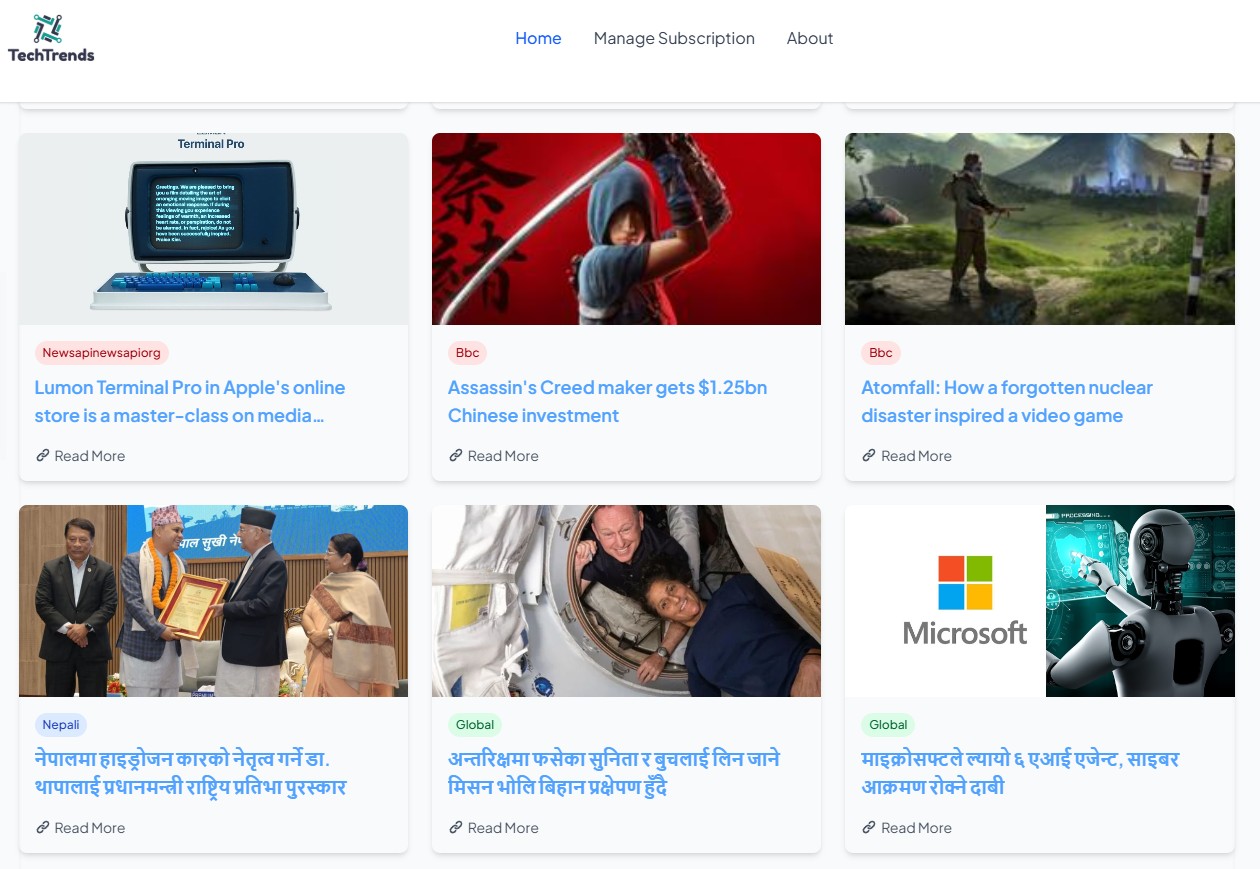 TechTrends
Home
Manage Subscription
About
Terminal Pro
Greetings. We are pleased to bring
you a film detailing the art of
arranging moving images to elicit
an emotional response. If during
this viewing you experience
feelings of warmth, an increased
heart rate, or perspiration, do not
be alarmed. In fact, rejoice! As you
have been successfully inspired.
Praise Kier.
奈
緒
Newsapinewsapiorg
Lumon Terminal Pro in Apple's online
store is a master-class on media…
Read More
Bbc
Assassin's Creed maker gets $1.25bn
Chinese investment
Read More
Bbc
Atomfall: How a forgotten nuclear
disaster inspired a video game
Read More
पाल सुखी
PROCESSING...
Microsoft
Nepali
नेपालमा हाइड्रोजन कारको नेतृत्व गर्ने डा.
थापालाई प्रधानमन्त्री राष्ट्रिय प्रतिभा पुरस्कार
Read More
Global
अन्तरिक्षमा फसेका सुनिता र बुचलाई लिन जाने
मिसन भोलि बिहान प्रक्षेपण हुँदै
Read More
Global
माइक्रोसफ्टले ल्यायो ६ एआई एजेन्ट, साइबर
आक्रमण रोक्ने दाबी
Read More